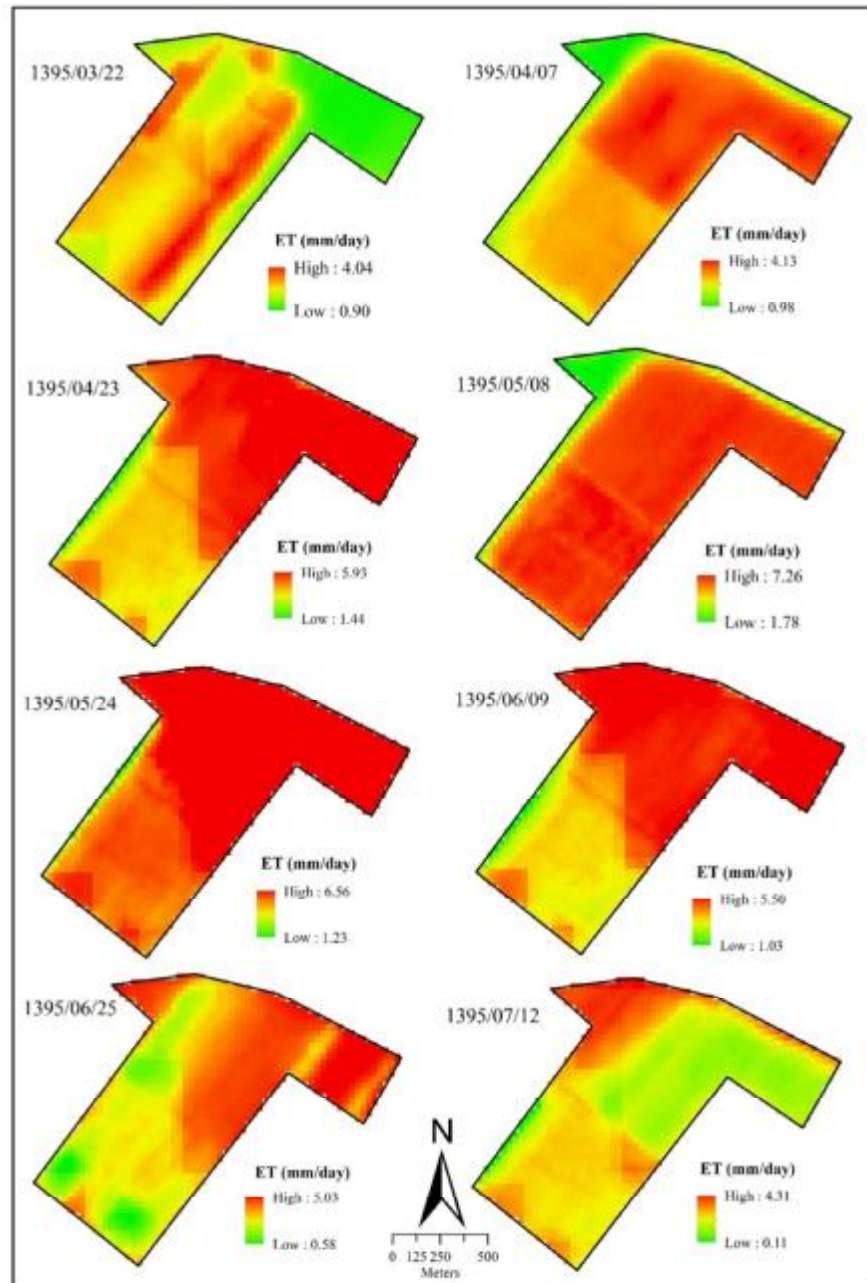 1395/03/22
ET (mm/day)
High : 4.04
Low : 0.90
1395/04/07
ET (mm/day)
High : 4.13
Low : 0.98
1395/04/23
ET (mm/day)
High : 5.93
Low : 1.44
1395/05/08
ET (mm/day)
High : 7.26
Low : 1.78
1395/05/24
ET (mm/day)
High : 6.56
Low : 1.23
1395/06/09
ET (mm/day)
High : 5.50
Low : 1.03
1395/06/25
ET (mm/day)
High : 5.03
Low : 0.58
1395/07/12
ET (mm/day)
High : 4.31
Low : 0.11
N
0 125 250 500
Meters